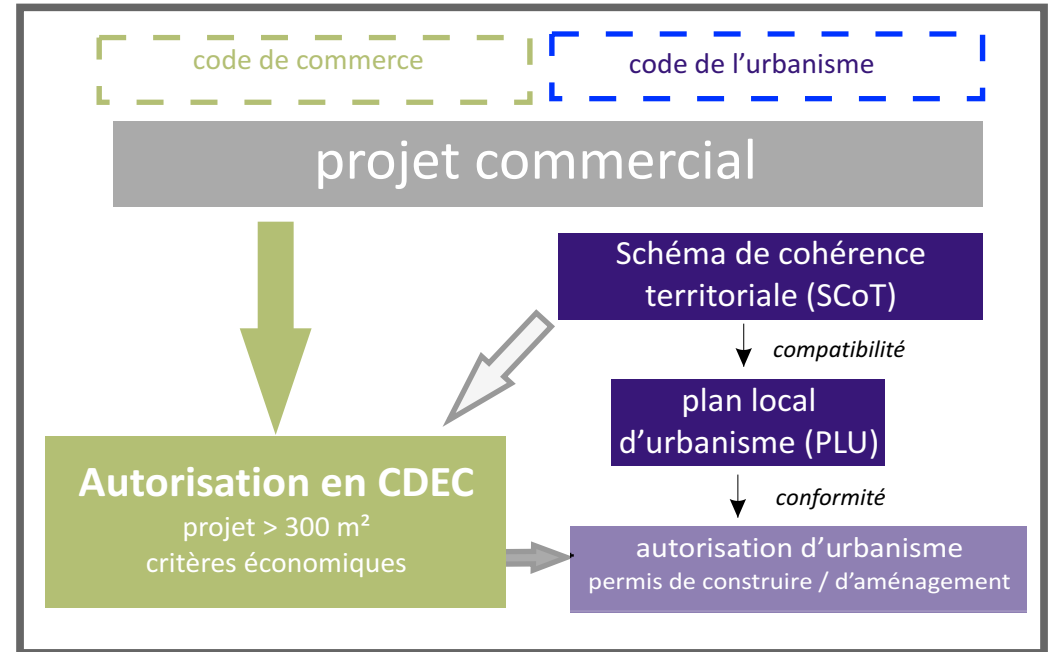 code de commerce
code de l’urbanisme
projet commercial
Schéma de cohérence
territoriale (SCoT)
compatibilité
plan local
d’urbanisme (PLU)
conformité
Autorisation en CDEC
projet > 300 m²
critères économiques
autorisation d’urbanisme
permis de construire / d’aménagement